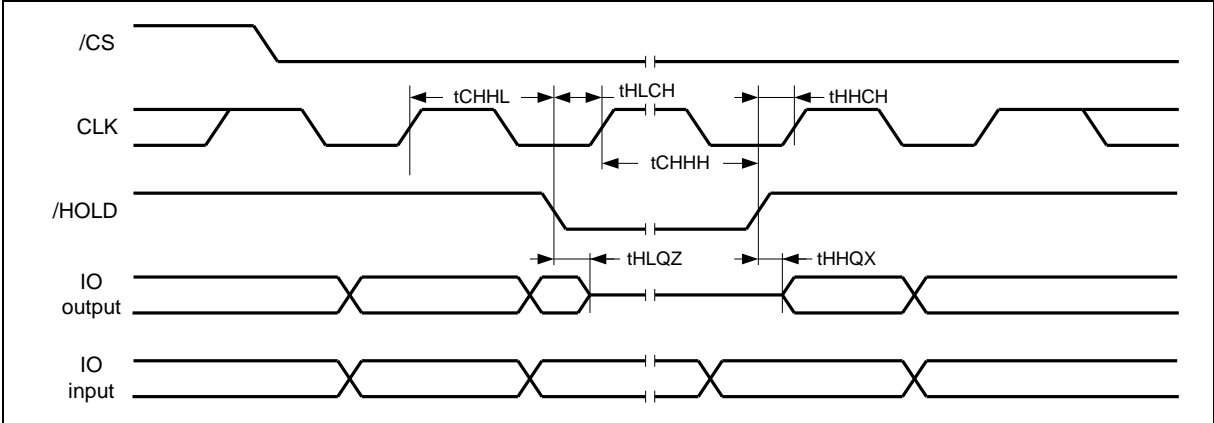 /CS
tCHHL
tHLCH
tHHCH
CLK
tCHHH
/HOLD
tHLQZ
tHHQX
IO
output
IO
input